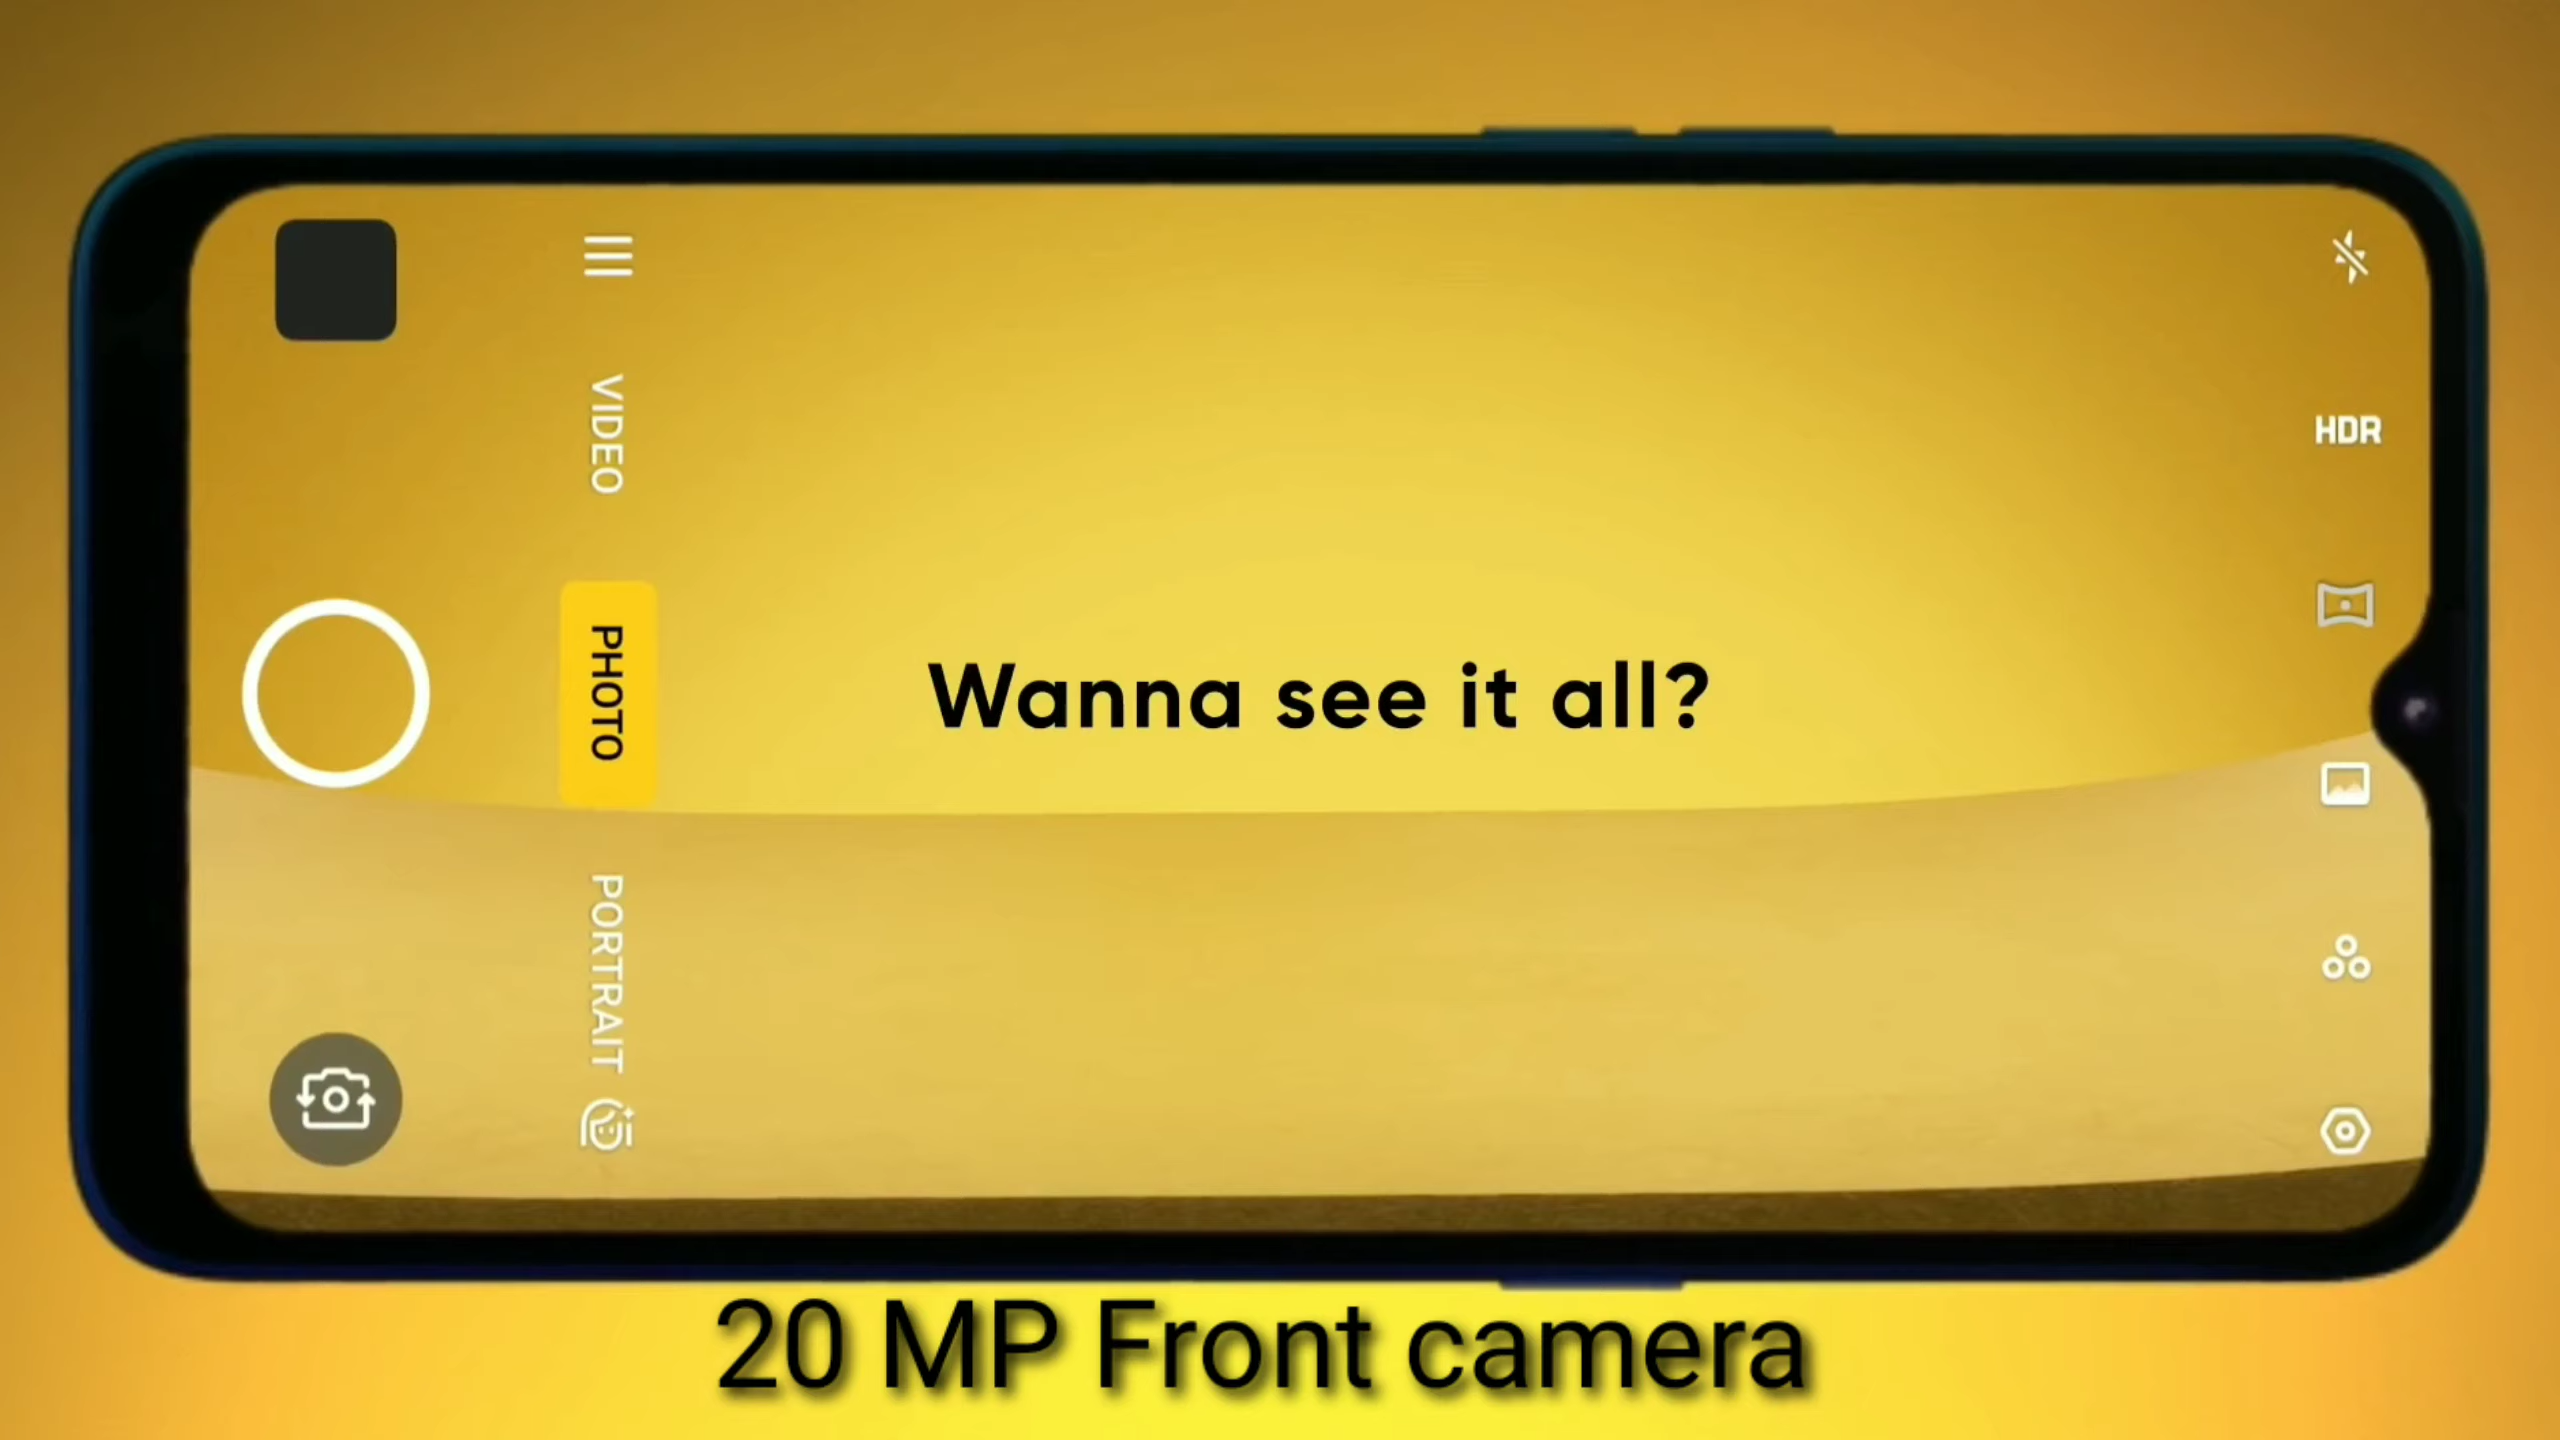 VIDEO
PHOTO
PORTRAIT
HDR
Wanna see it all?
20 MP Front camera